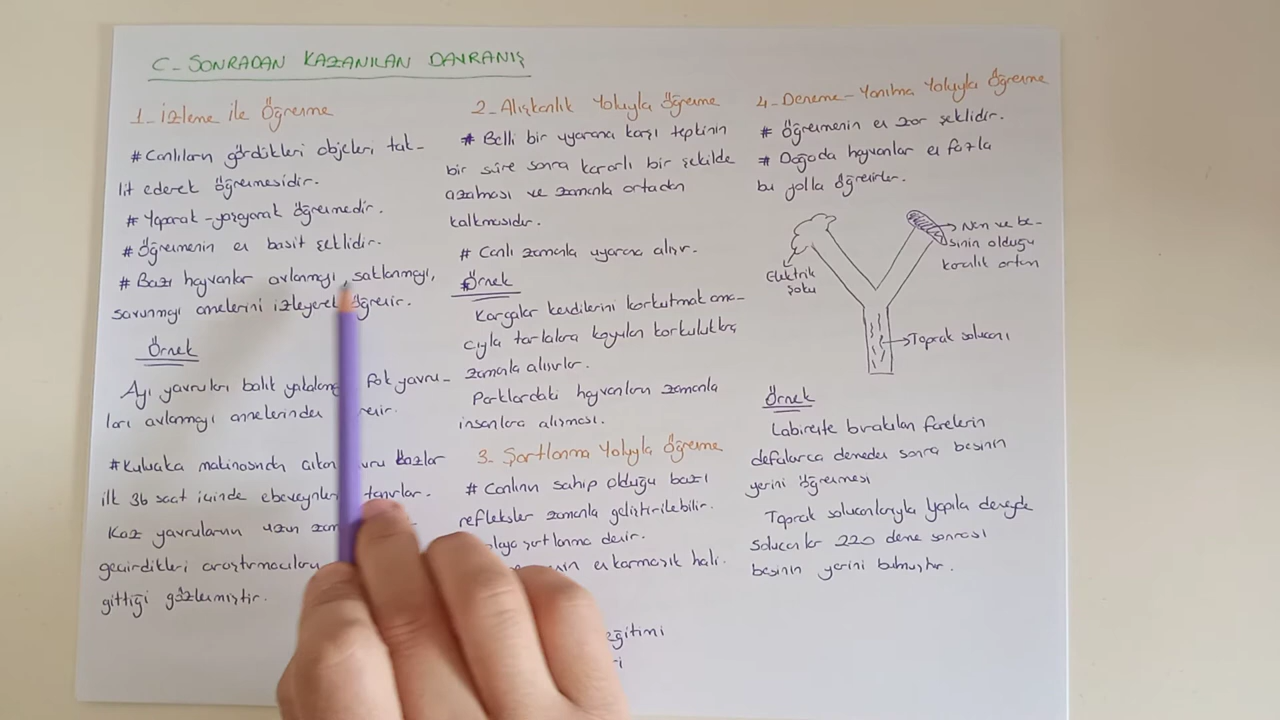 C- SONRADAN KAZANILAN DAVRANIŞ
1- İzleme ile Öğrenme
# Canlıların gördükleri objeleri tak-
lit ederek öğrenmesidir.
# Yaparak-yaşayarak öğrenmedir.
# Öğrenmenin en basit şeklidir.
# Bazı hayvanlar avlanmayı, saklanmayı,
savunmayı annelerini izleyerek öğrenir.
Örnek
Ayı yavruları balık yakalamayı Fok yavru-
ları avlanmayı annelerinden
# Kuluçka makinasından çıkan kazlar
ilk 36 saat içinde ebeveynleri tanırlar.
Kaz yavrularının uzun
geçirdikleri araştırmacıların
gittiği gözlenmiştir.
2- Alışkanlık Yoluyla Öğrenme
# Belli bir uyarana karşı tepkinin
bir süre sonra kararlı bir şekilde
azalması ve zamanla ortadan
kalkmasıdır.
# Canlı zamanla uyarana alışır.
Örnek
Kargalar kendilerini korkutmak ama-
cıyla tarlalara koyulan korkuluklara
zamanla alışırlar.
Parklardaki hayvanların zamanla
insanlara alışması.
3- Şartlanma Yoluyla Öğrenme
# Canlının sahip olduğu bazı
refleksler zamanla geliştirilebilir.
olaya şartlanma denir.
en karmaşık hali.
eğitimi
4- Deneme-Yanılma Yoluyla Öğrenme
# Öğrenmenin en zor şeklidir.
# Doğada hayvanlar en fazla
bu yolla öğrenirler.
Elektrik
şoku
Nem ve be-
sinin olduğu
karanlık ortam
Toprak solucanı
Örnek
Labirente bırakılan farelerin
defalarca deneden sonra besinin
yerini öğrenmesi
Toprak solucanlarıyla yapılan deneyde
solucanlar 220 deneme sonrası
besinin yerini bulmuştur.